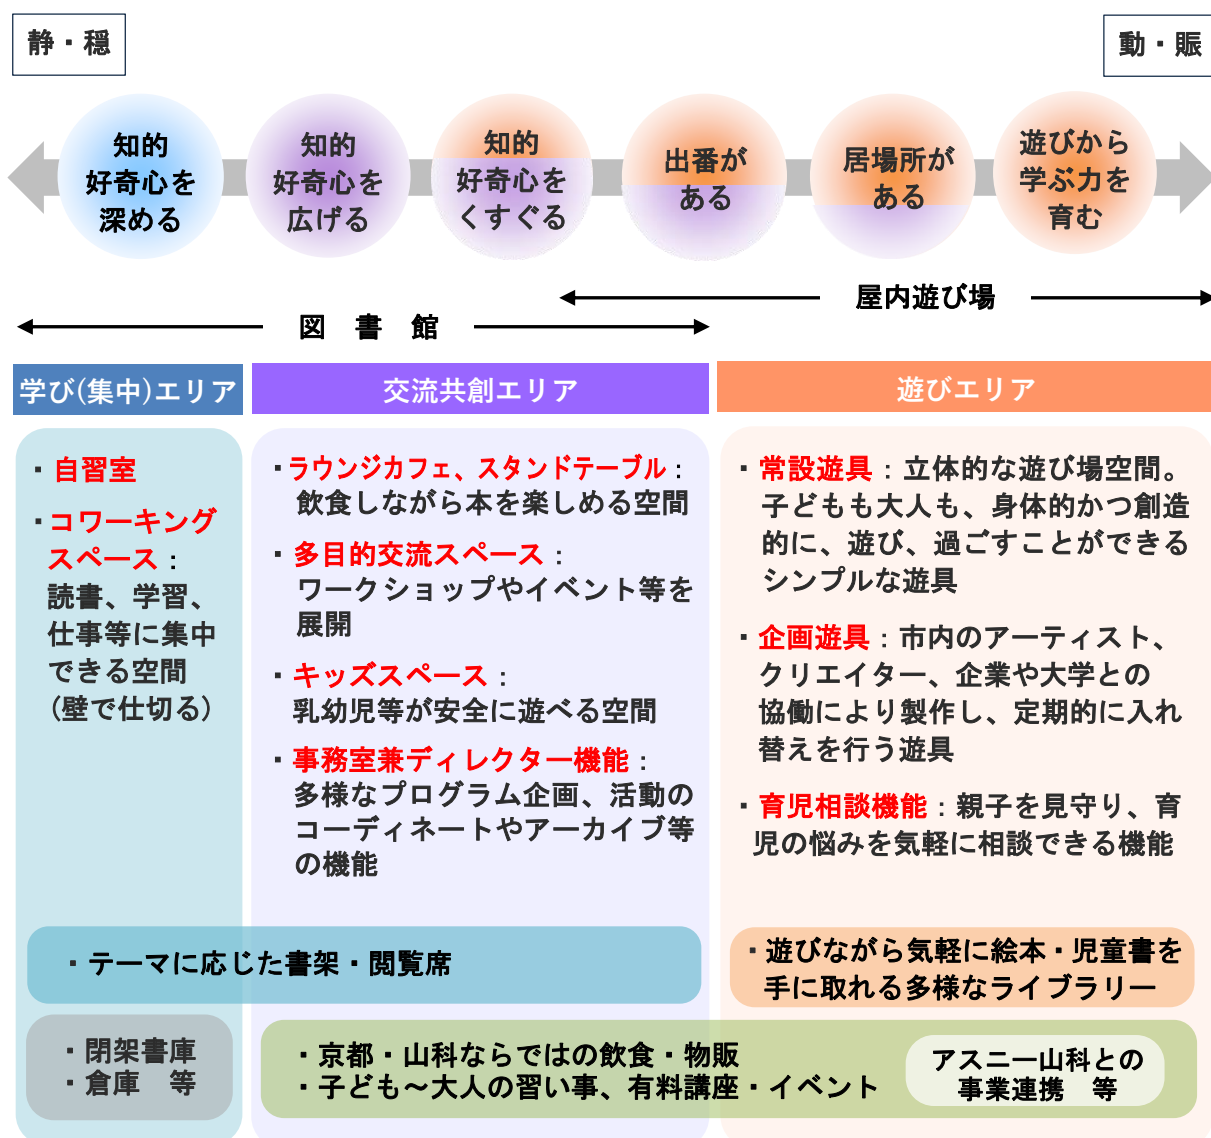 静・穏
動・賑
知的
好奇心を
深める
知的
好奇心を
広げる
知的
好奇心を
くすぐる
出番が
ある
居場所が
ある
遊びから
学ぶ力を
育む
屋内遊び場
図　書　館
学び(集中)エリア
交流共創エリア
遊びエリア
・自習室
・コワーキング
スペース：
読書、学習、
仕事等に集中
できる空間
(壁で仕切る)
・ラウンジカフェ、スタンドテーブル：
飲食しながら本を楽しめる空間
・多目的交流スペース：
ワークショップやイベント等を
展開
・キッズスペース：
乳幼児等が安全に遊べる空間
・事務室兼ディレクター機能：
多様なプログラム企画、活動の
コーディネートやアーカイブ等
の機能
・常設遊具：立体的な遊び場空間。
子どもも大人も、身体的かつ創造
的に、遊び、過ごすことができる
シンプルな遊具
・企画遊具：市内のアーティスト、
クリエイター、企業や大学との
協働により製作し、定期的に入れ
替えを行う遊具
・育児相談機能：親子を見守り、育
児の悩みを気軽に相談できる機能
・テーマに応じた書架・閲覧席
・遊びながら気軽に絵本・児童書を
手に取れる多様なライブラリー
・閉架書庫
・倉庫　等
・京都・山科ならではの飲食・物販
・子ども～大人の習い事、有料講座・イベント
アスニー山科との
事業連携　等